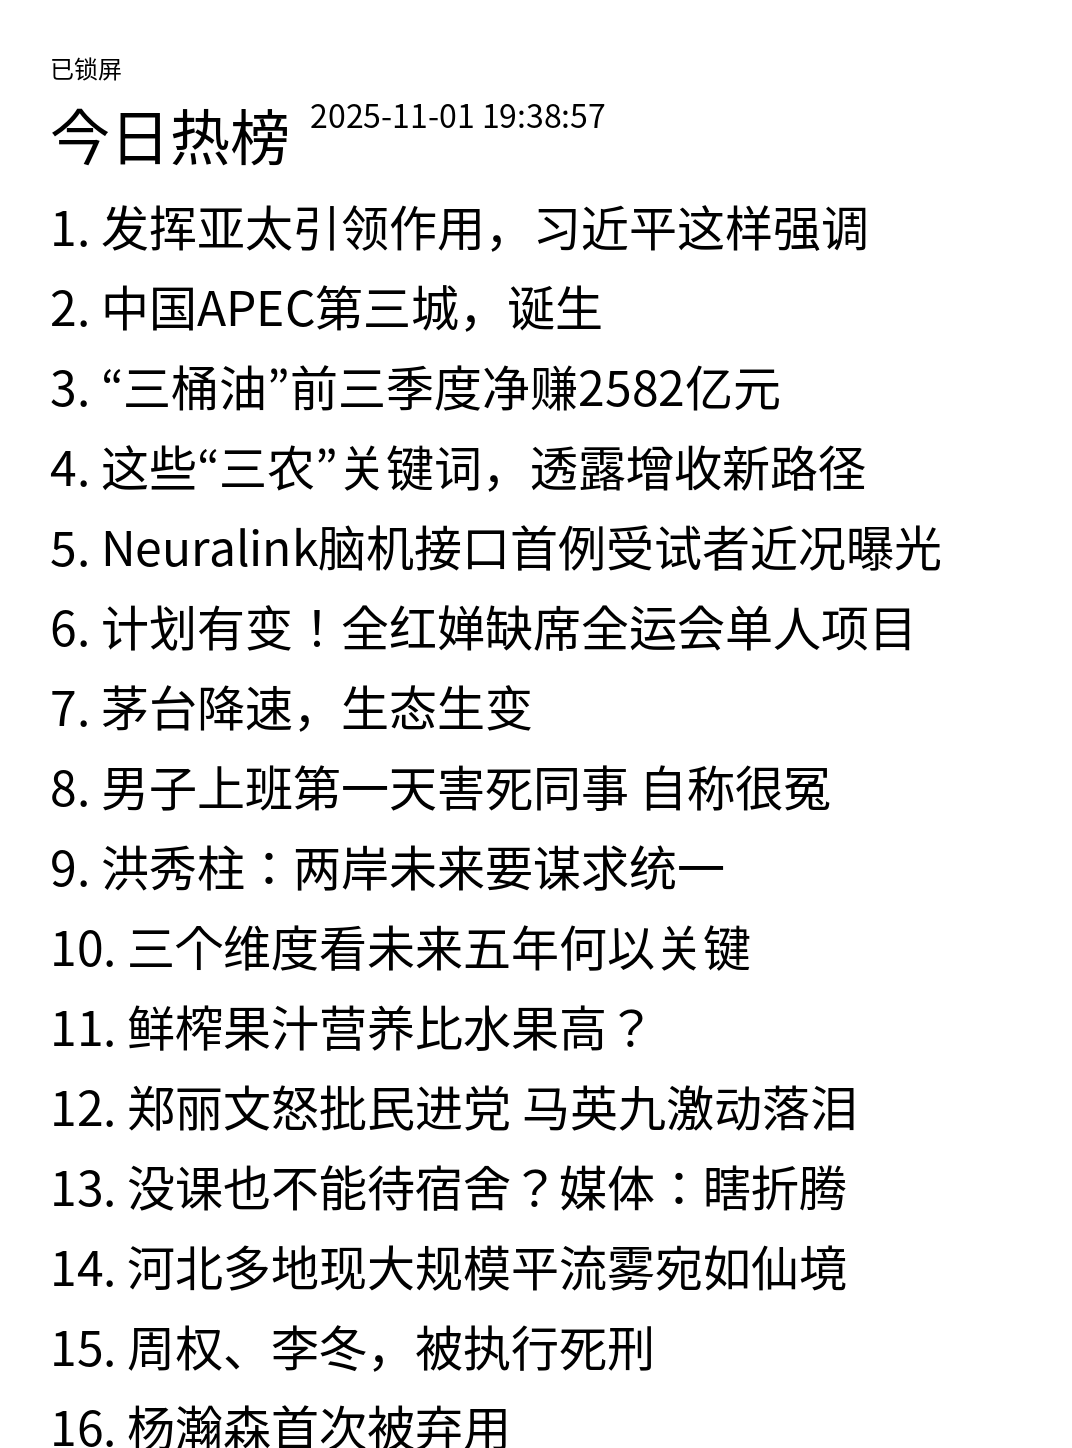 已锁屏
今日热榜 2025-11-01 19:38:57
1. 发挥亚太引领作用，习近平这样强调
2. 中国APEC第三城，诞生
3. “三桶油”前三季度净赚2582亿元
4. 这些“三农”关键词，透露增收新路径
5. Neuralink脑机接口首例受试者近况曝光
6. 计划有变！全红婵缺席全运会单人项目
7. 茅台降速，生态生变
8. 男子上班第一天害死同事 自称很冤
9. 洪秀柱：两岸未来要谋求统一
10. 三个维度看未来五年何以关键
11. 鲜榨果汁营养比水果高？
12. 郑丽文怒批民进党 马英九激动落泪
13. 没课也不能待宿舍？媒体：瞎折腾
14. 河北多地现大规模平流雾宛如仙境
15. 周权、李冬，被执行死刑
16. 杨瀚森首次被弃用